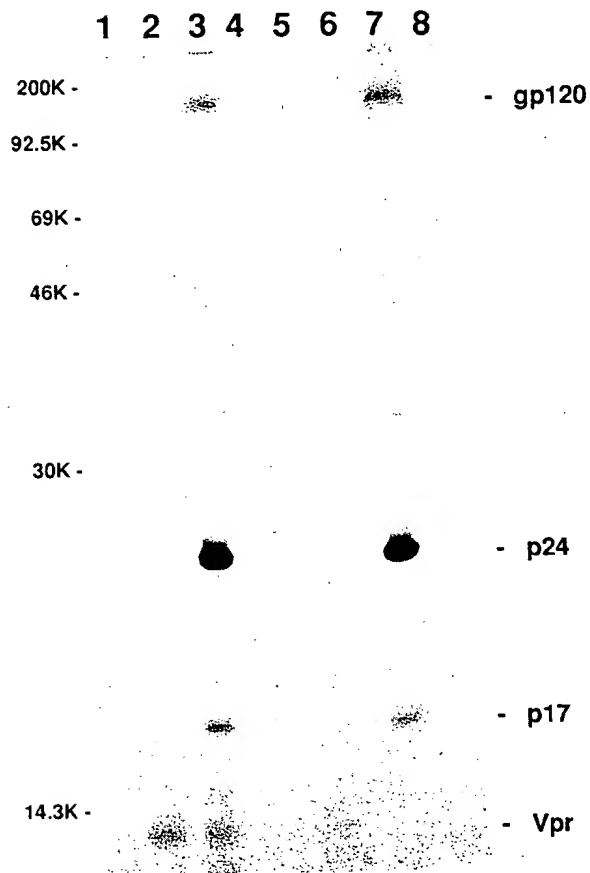 1 2 3 4 5 6 7 8
200K -
- gp120
92.5K -
69K -
46K -
30K -
- p24
- p17
14.3K -
- Vpr